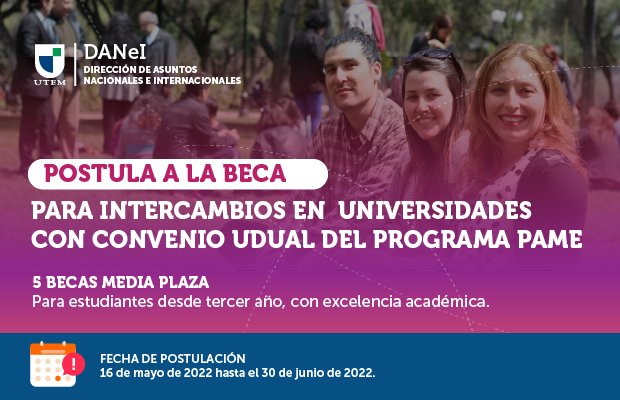 UTEM
DANeI
DIRECCIÓN DE ASUNTOS
NACIONALES E INTERNACIONALES
POSTULA A LA BECA
PARA INTERCAMBIOS EN UNIVERSIDADES
CON CONVENIO UDUAL DEL PROGRAMA PAME
5 BECAS MEDIA PLAZA
Para estudiantes desde tercer año, con excelencia académica.
!
FECHA DE POSTULACIÓN
16 de mayo de 2022 hasta el 30 de junio de 2022.